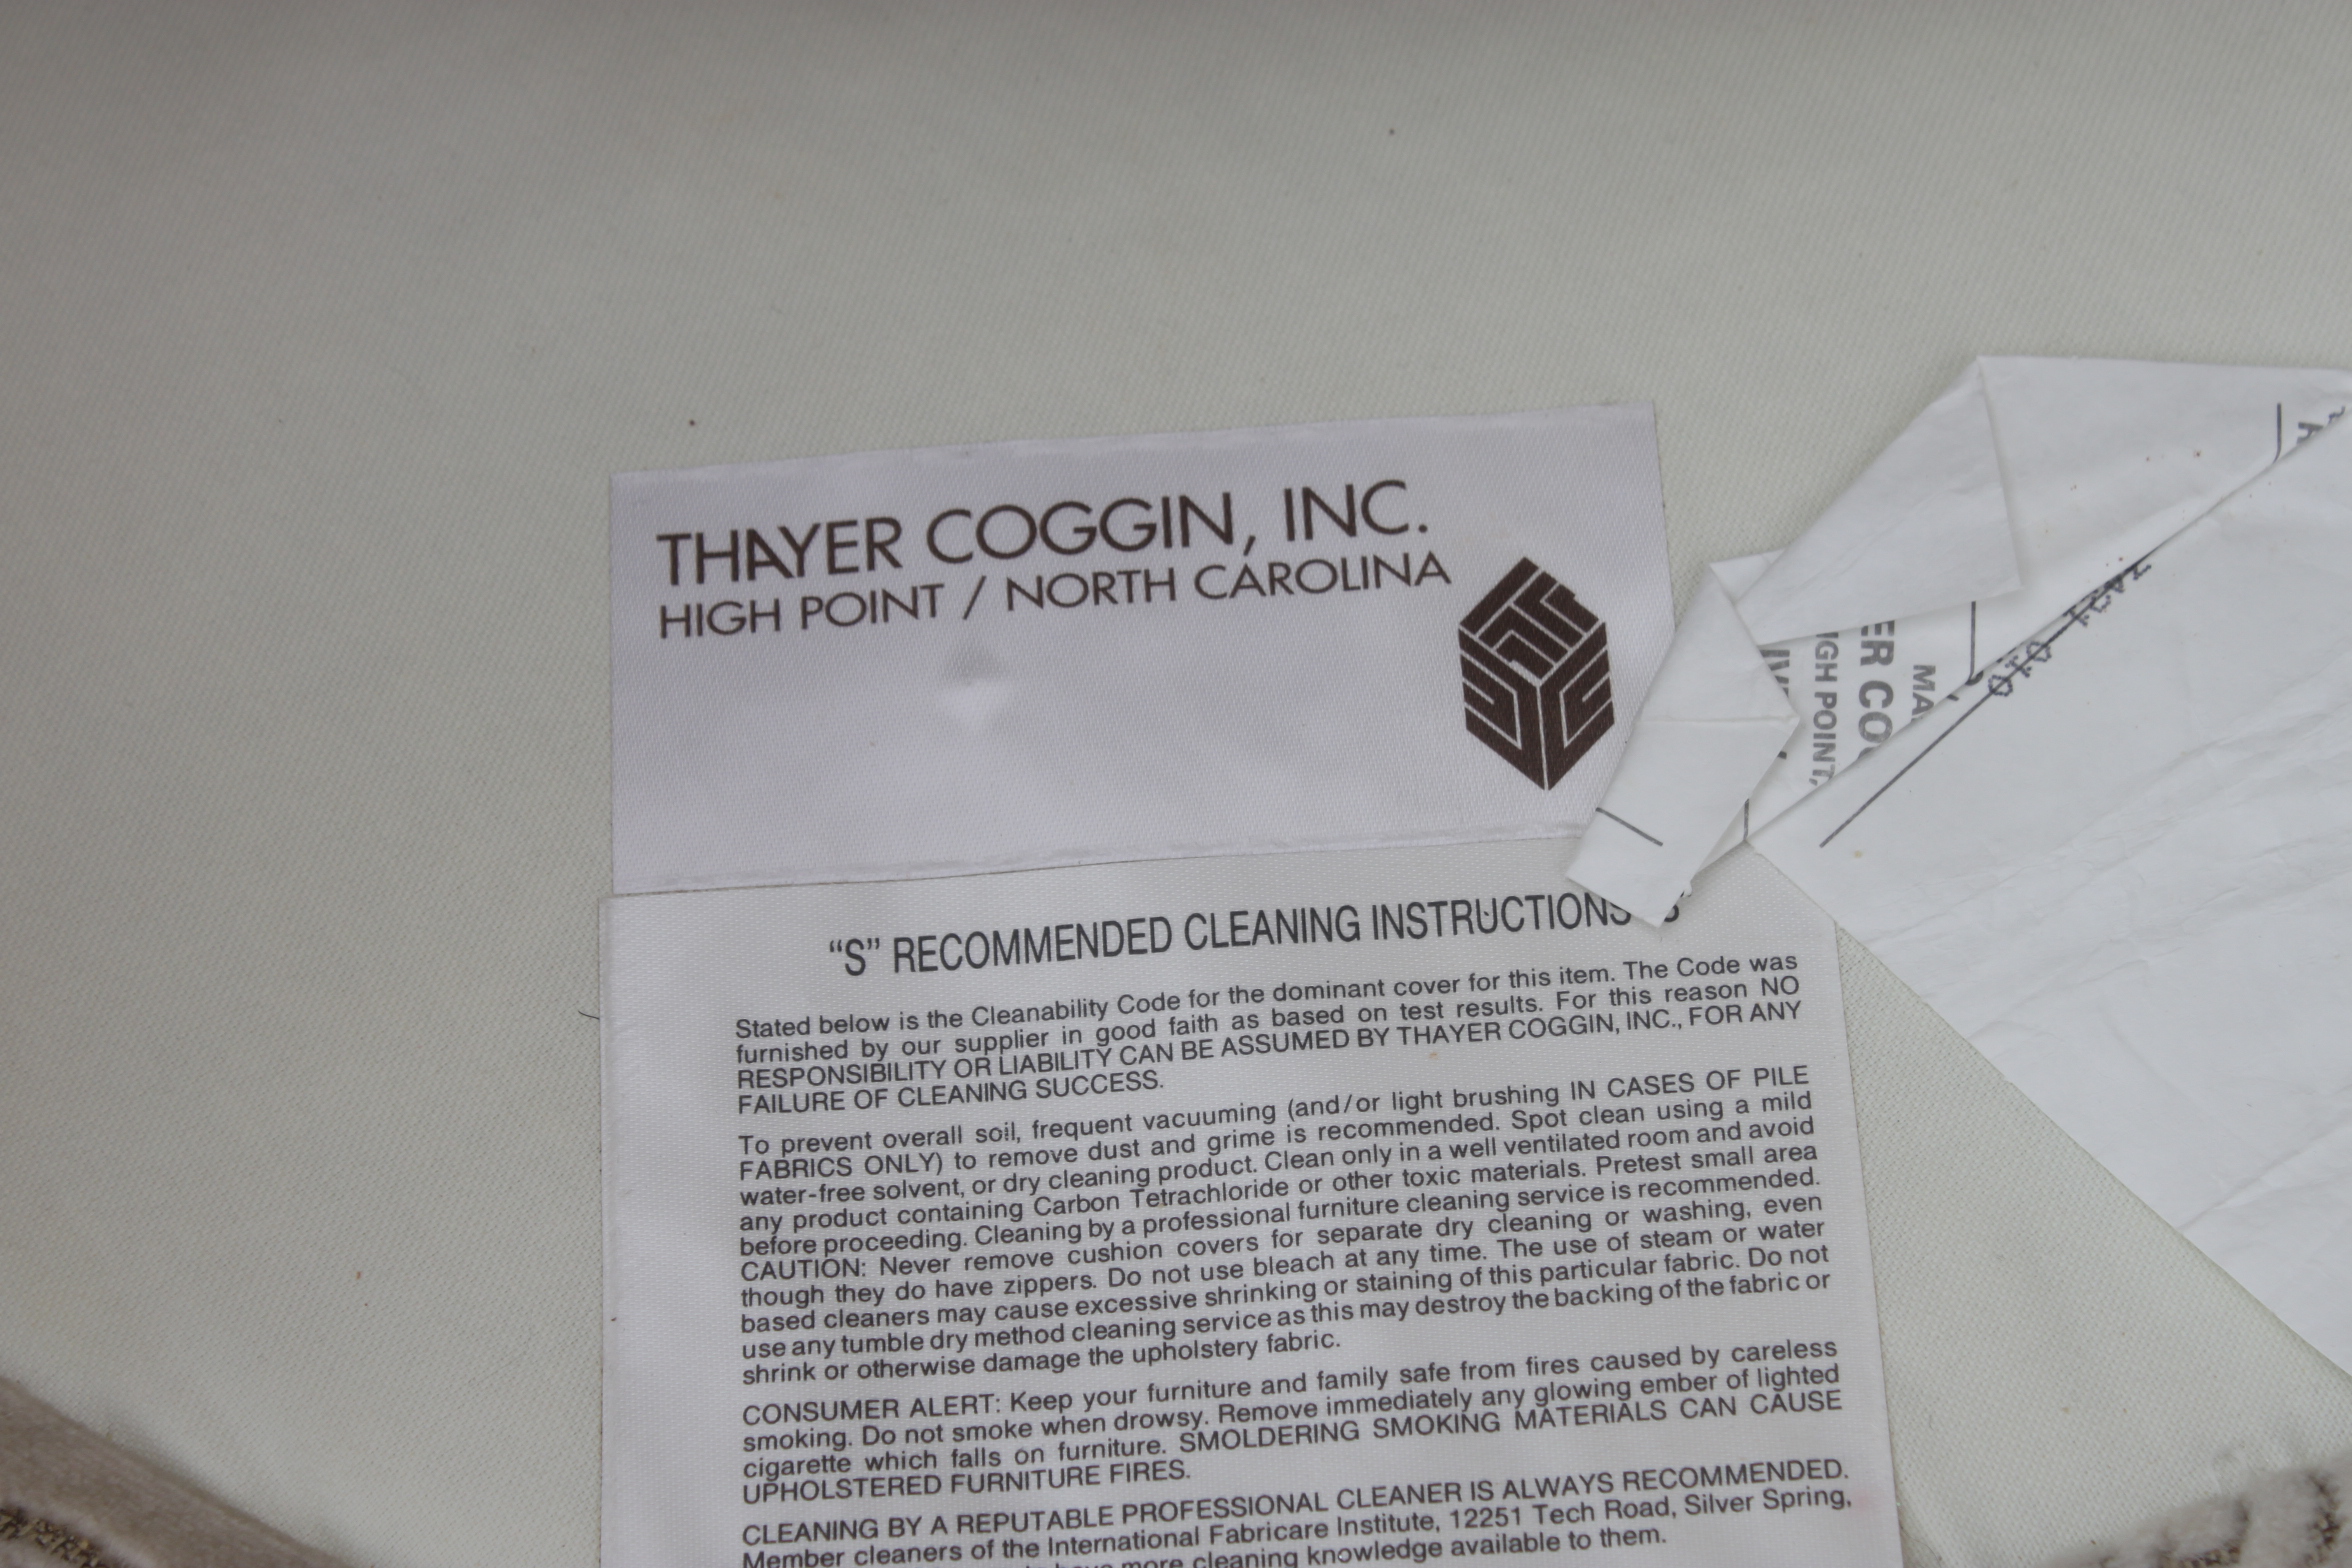 THAYER COGGIN, INC.
HIGH POINT / NORTH CAROLINA
"S" RECOMMENDED CLEANING INSTRUCTIONS
Stated below is the Cleanability Code for the dominant cover for this item. The Code was
furnished by our supplier in good faith as based on test results. For this reason NO
RESPONSIBILITY OR LIABILITY CAN BE ASSUMED BY THAYER COGGIN, INC., FOR ANY
FAILURE OF CLEANING SUCCESS.
To prevent overall soil, frequent vacuuming (and/or light brushing IN CASES OF PILE
FABRICS ONLY) to remove dust and grime is recommended. Spot clean using a mild
water-free solvent, or dry cleaning product. Clean only in a well ventilated room and avoid
any product containing Carbon Tetrachloride or other toxic materials. Pretest small area
before proceeding. Cleaning by a professional furniture cleaning service is recommended.
CAUTION: Never remove cushion covers for separate dry cleaning or washing, even
though they do have zippers. Do not use bleach at any time. The use of steam or water
based cleaners may cause excessive shrinking or staining of this particular fabric. Do not
use any tumble dry method cleaning service as this may destroy the backing of the fabric or
shrink or otherwise damage the upholstery fabric.
CONSUMER ALERT: Keep your furniture and family safe from fires caused by careless
smoking. Do not smoke when drowsy. Remove immediately any glowing ember of lighted
cigarette which falls on furniture. SMOLDERING SMOKING MATERIALS CAN CAUSE
UPHOLSTERED FURNITURE FIRES.
CLEANING BY A REPUTABLE PROFESSIONAL CLEANER IS ALWAYS RECOMMENDED.
Member cleaners of the International Fabricare Institute, 12251 Tech Road, Silver Spring,
have more cleaning knowledge available to them.
MA
ER CO
IGH POINT,